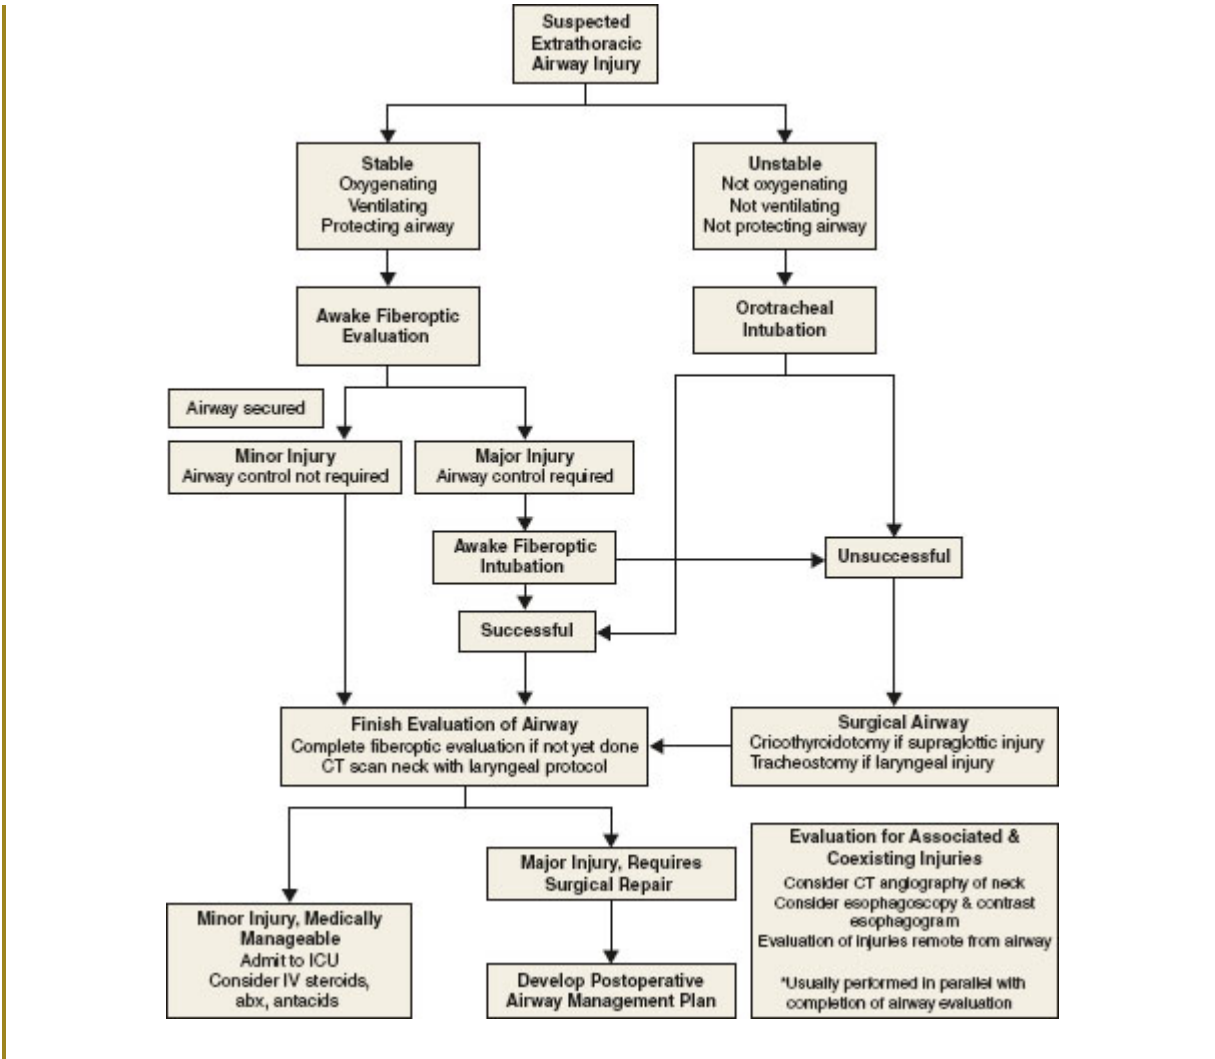 Suspected
Extrathoracic
Airway Injury
Stable
Oxygenating
Ventilating
Protecting airway
Unstable
Not oxygenating
Not ventilating
Not protecting airway
Awake Fiberoptic
Evaluation
Orotracheal
Intubation
Airway secured
Minor Injury
Airway control not required
Major Injury
Airway control required
Awake Fiberoptic
Intubation
Unsuccessful
Successful
Finish Evaluation of Airway
Complete fiberoptic evaluation if not yet done
CT scan neck with laryngeal protocol
Surgical Airway
Cricothyroidotomy if supraglottic injury
Tracheostomy if laryngeal injury
Major Injury, Requires
Surgical Repair
Minor Injury, Medically
Manageable
Admit to ICU
Consider IV steroids,
abx, antacids
Develop Postoperative
Airway Management Plan
Evaluation for Associated &
Coexisting Injuries
Consider CT angiography of neck
Consider esophagoscopy & contrast
esophagogram
Evaluation of injuries remote from airway
*Usually performed in parallel with
completion of airway evaluation